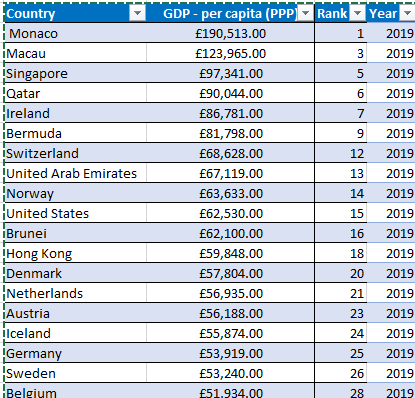 Country GDP - per capita (PPP) Rank Year
Monaco £190,513.00 1 2019
Macau £123,965.00 3 2019
Singapore £97,341.00 5 2019
Qatar £90,044.00 6 2019
Ireland £86,781.00 7 2019
Bermuda £81,798.00 9 2019
Switzerland £68,628.00 12 2019
United Arab Emirates £67,119.00 13 2019
Norway £63,633.00 14 2019
United States £62,530.00 15 2019
Brunei £62,100.00 16 2019
Hong Kong £59,848.00 18 2019
Denmark £57,804.00 20 2019
Netherlands £56,935.00 21 2019
Austria £56,188.00 23 2019
Iceland £55,874.00 24 2019
Germany £53,919.00 25 2019
Sweden £53,240.00 26 2019
Belgium £51,934.00 28 2019